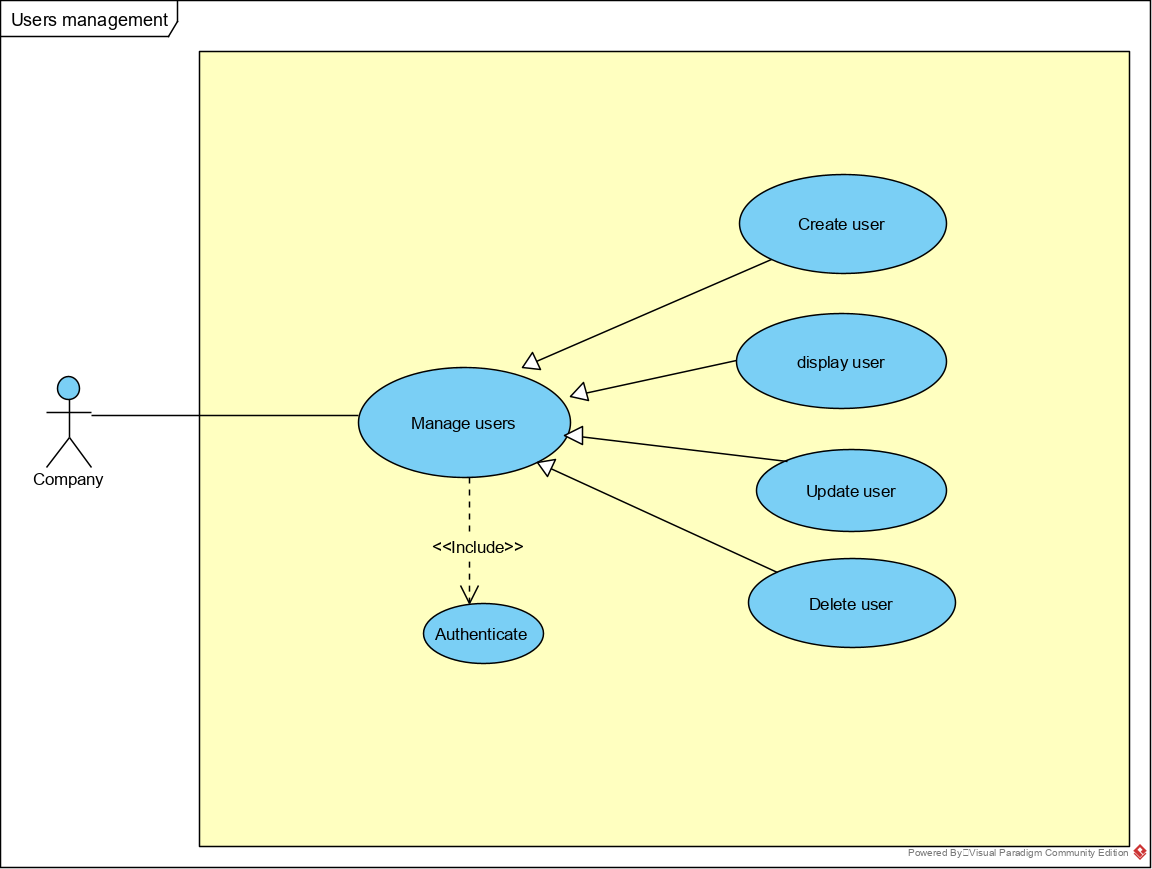 Users management
Create user
display user
Manage users
Update user
Company
<<Include>>
Delete user
Authenticate
Powered By Visual Paradigm Community Edition